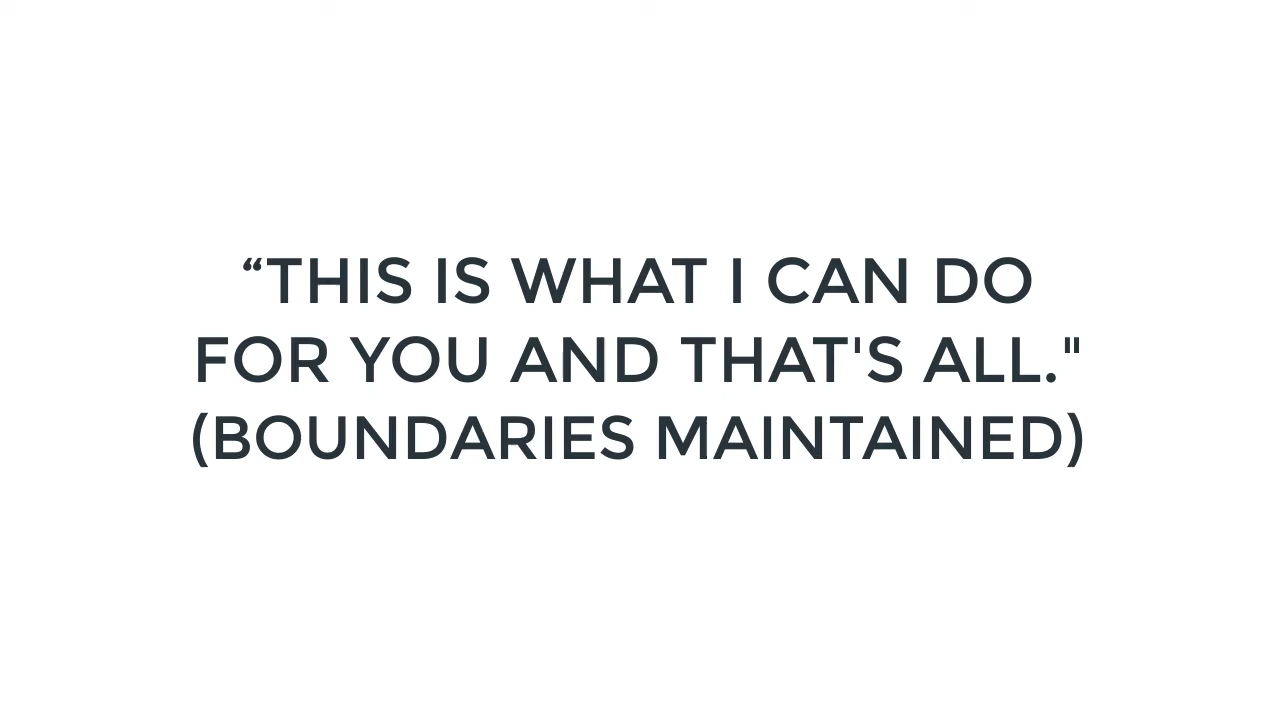 “THIS IS WHAT I CAN DO
FOR YOU AND THAT'S ALL."
(BOUNDARIES MAINTAINED)